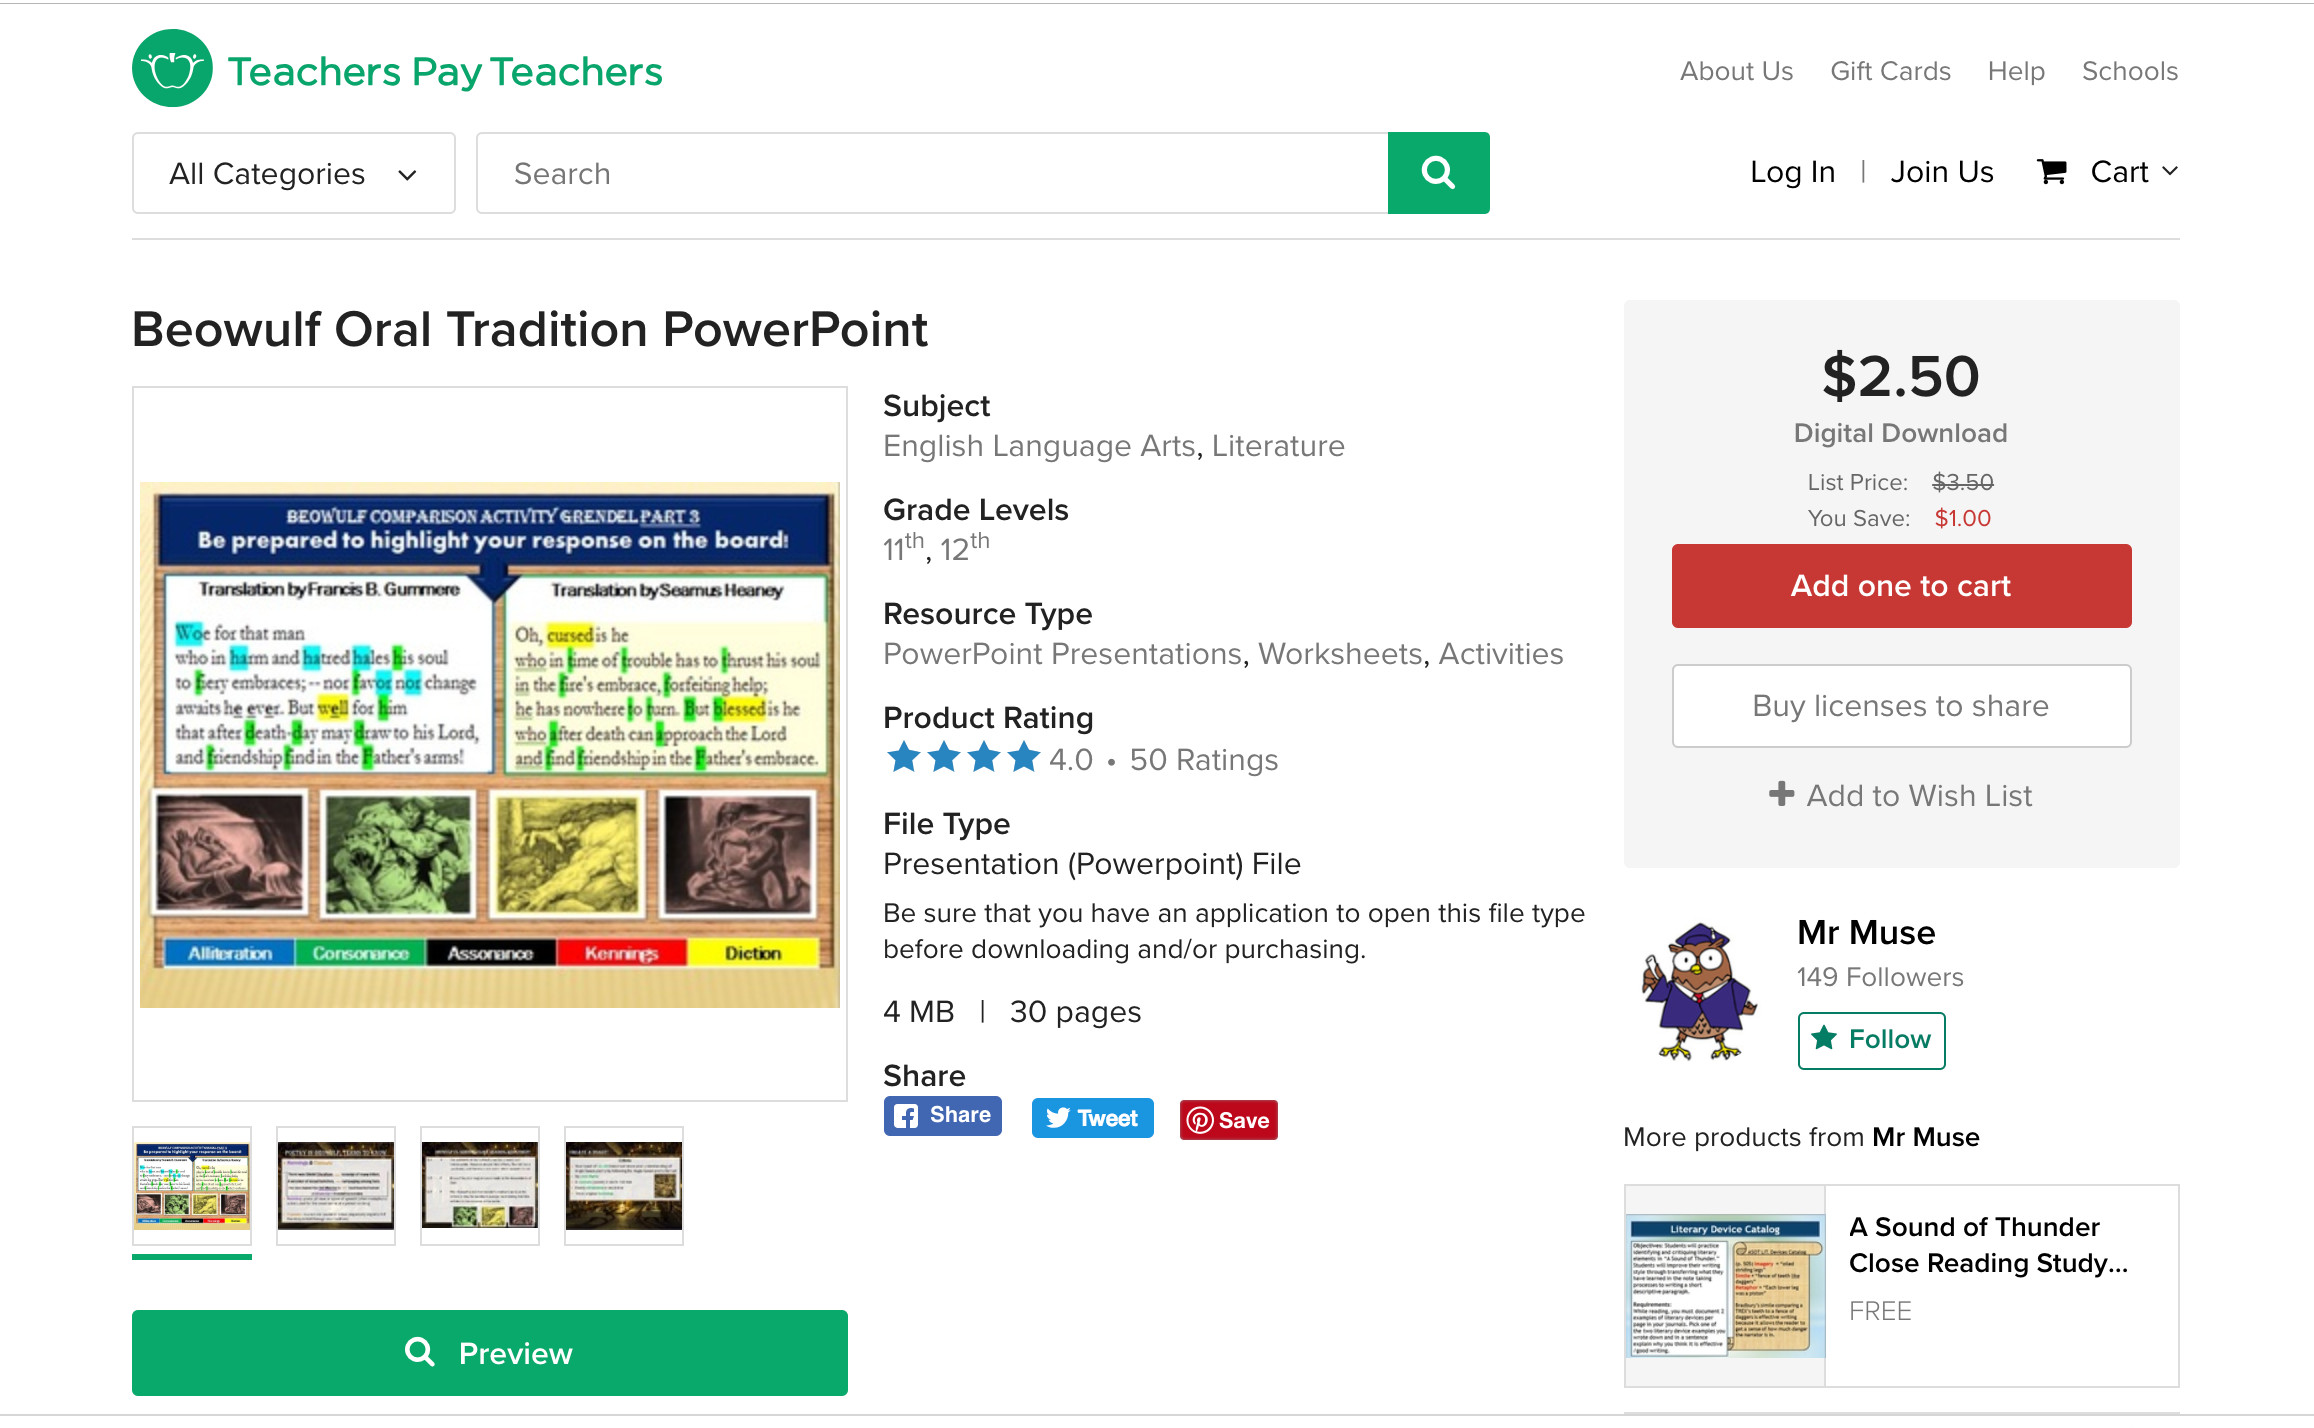 Teachers Pay Teachers
About Us Gift Cards Help Schools
All Categories
Search
Log In | Join Us Cart
Beowulf Oral Tradition PowerPoint
BEOWULF COMPARISON ACTIVITY GRENDEL PART 3
Be prepared to highlight your response on the board!
Translation by Francis B. Gummere
Woe for that man
who in harm and hatred hales his soul
to fiery embraces; -- nor favor nor change
awaits he ever. But well for him
that after death-day may draw to his Lord,
and friendship find in the Father's arms!
Translation by Seamus Heaney
Oh, cursed is he
who in time of trouble has to thrust his soul
in the fire's embrace, forfeiting help;
he has nowhere to turn. But blessed is he
who after death can approach the Lord
and find friendship in the Father's embrace.
Alliteration Consonance Assonance Kennings Diction
Preview
Subject
English Language Arts, Literature
Grade Levels
11th, 12th
Resource Type
PowerPoint Presentations, Worksheets, Activities
Product Rating
4.0 • 50 Ratings
File Type
Presentation (Powerpoint) File
Be sure that you have an application to open this file type
before downloading and/or purchasing.
4 MB | 30 pages
Share
Share Tweet Save
$2.50
Digital Download
List Price: $3.50
You Save: $1.00
Add one to cart
Buy licenses to share
Add to Wish List
Mr Muse
149 Followers
Follow
More products from Mr Muse
Literary Device Catalog
A Sound of Thunder
Close Reading Study...
FREE